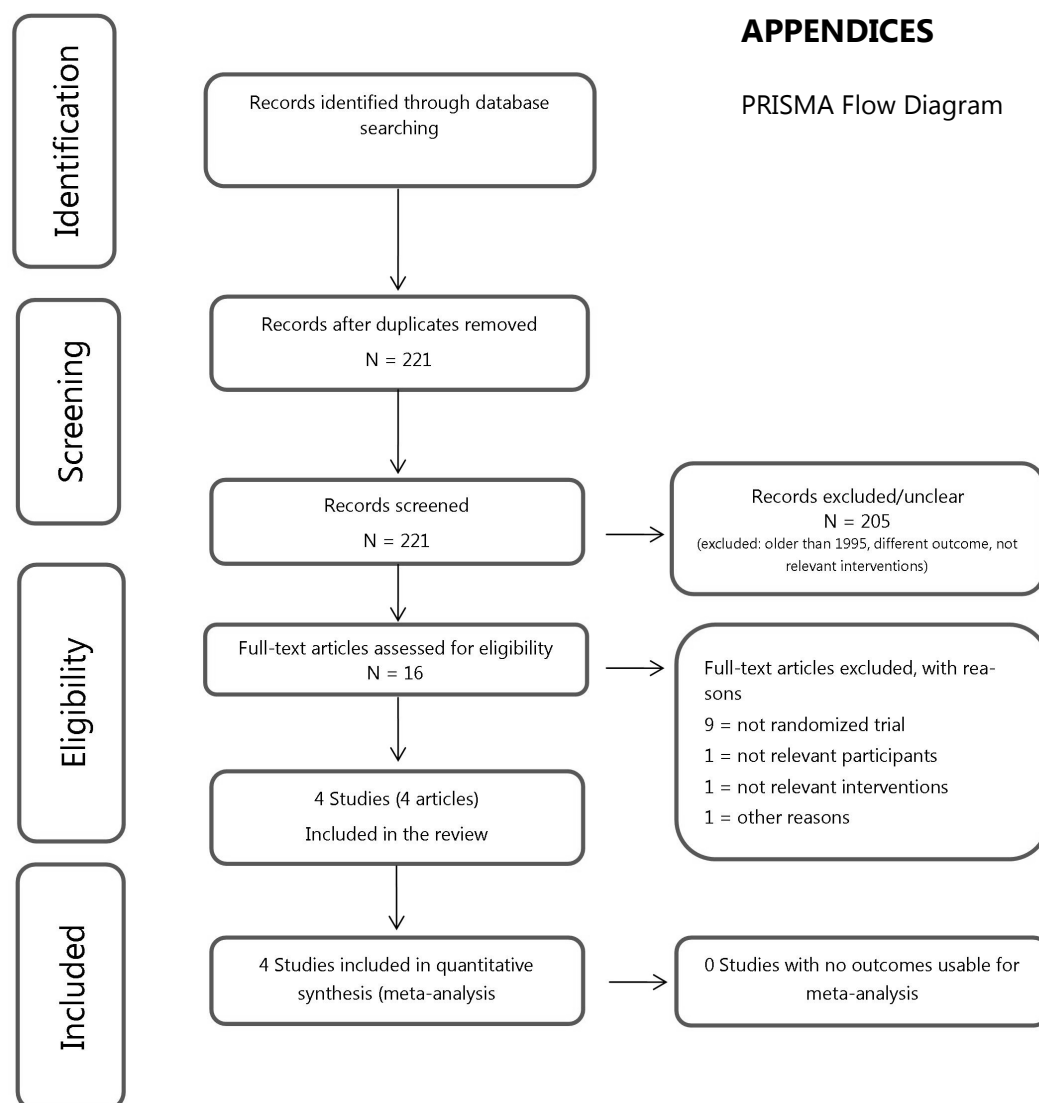 APPENDICES
PRISMA Flow Diagram
Identification
Records identified through database
searching
Screening
Records after duplicates removed
N = 221
Records screened
N = 221
Records excluded/unclear
N = 205
(excluded: older than 1995, different outcome, not
relevant interventions)
Eligibility
Full-text articles assessed for eligibility
N = 16
Full-text articles excluded, with rea-
sons
9 = not randomized trial
1 = not relevant participants
1 = not relevant interventions
1 = other reasons
4 Studies (4 articles)
Included in the review
Included
4 Studies included in quantitative
synthesis (meta-analysis
0 Studies with no outcomes usable for
meta-analysis